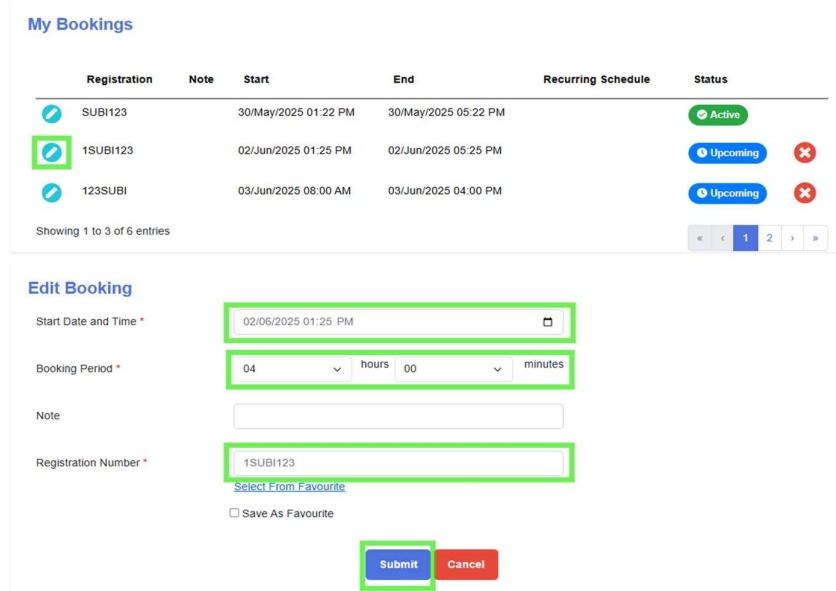 My Bookings
Registration Note Start End Recurring Schedule Status
SUBI123 30/May/2025 01:22 PM 30/May/2025 05:22 PM Active
1SUBI123 02/Jun/2025 01:25 PM 02/Jun/2025 05:25 PM Upcoming
123SUBI 03/Jun/2025 08:00 AM 03/Jun/2025 04:00 PM Upcoming
Showing 1 to 3 of 6 entries « ‹ 1 2 › »
Edit Booking
Start Date and Time * 02/06/2025 01:25 PM
Booking Period * 04 hours 00 minutes
Note
Registration Number * 1SUBI123
Select From Favourite
Save As Favourite
Submit Cancel